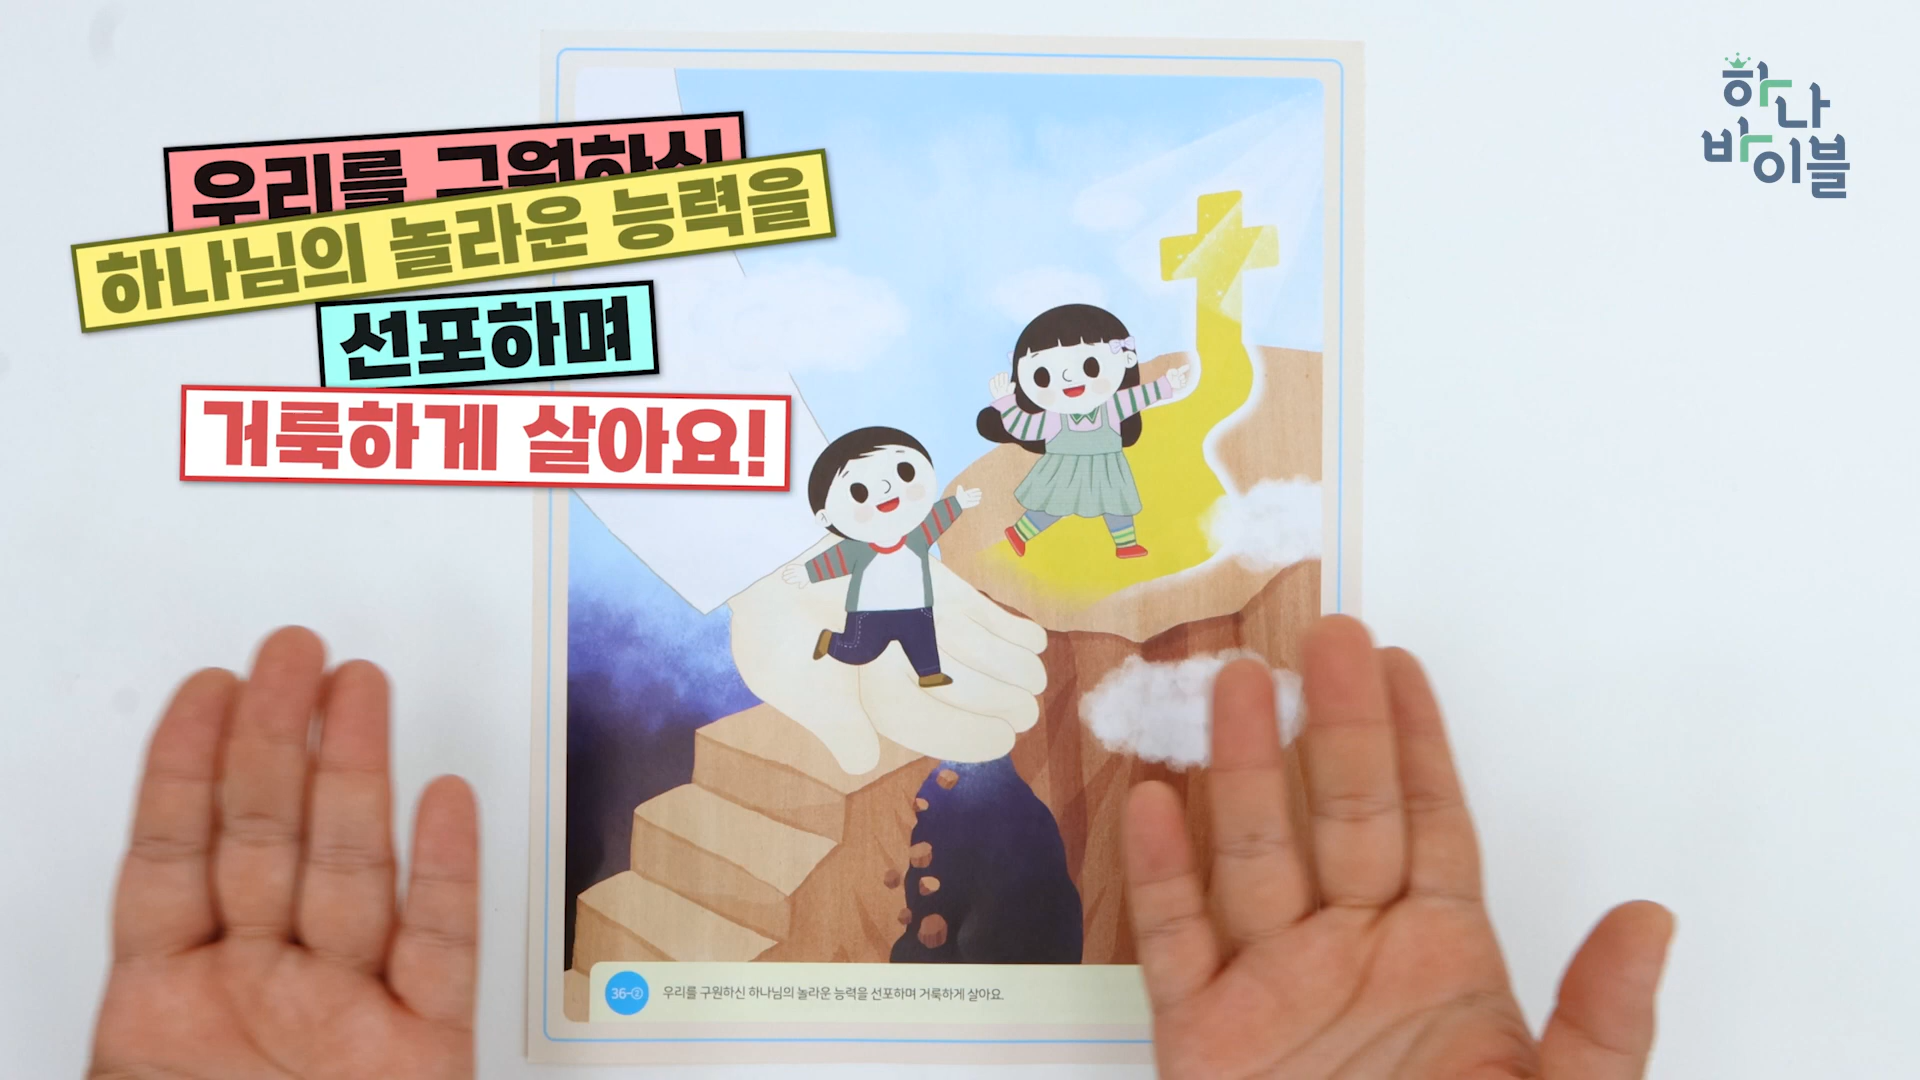 우리를 구원하신
하나님의 놀라운 능력을
선포하며
거룩하게 살아요!
하나
바이블
36-②
우리를 구원하신 하나님의 놀라운 능력을 선포하며 거룩하게 살아요.